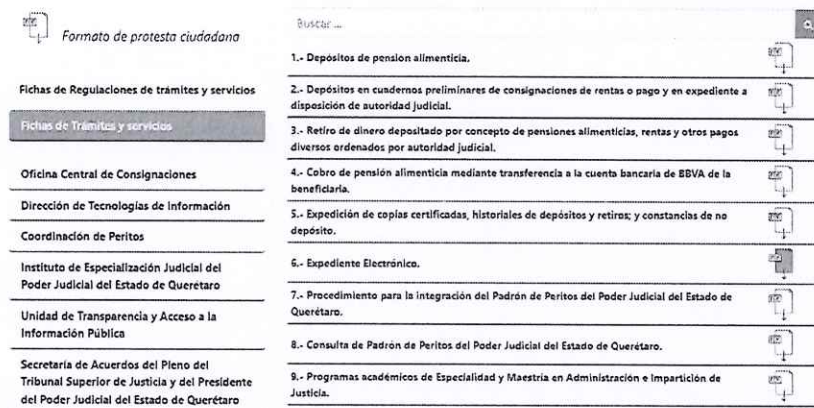 Formato de protesta ciudadana
Fichas de Regulaciones de trámites y servicios
Fichas de Trámites y servicios
Oficina Central de Consignaciones
Dirección de Tecnologías de Información
Coordinación de Peritos
Instituto de Especialización Judicial del
Poder Judicial del Estado de Querétaro
Unidad de Transparencia y Acceso a la
Información Pública
Secretaría de Acuerdos del Pleno del
Tribunal Superior de Justicia y del Presidente
del Poder Judicial del Estado de Querétaro
Buscar ...
1.- Depósitos de pensión alimenticia.
2.- Depósitos en cuadernos preliminares de consignaciones de rentas o pago y en expediente a
disposición de autoridad judicial.
3.- Retiro de dinero depositado por concepto de pensiones alimenticias, rentas y otros pagos
diversos ordenados por autoridad judicial.
4.- Cobro de pensión alimenticia mediante transferencia a la cuenta bancaria de BBVA de la
beneficiaria.
5.- Expedición de copias certificadas, historiales de depósitos y retiros; y constancias de no
depósito.
6.- Expediente Electrónico.
7.- Procedimiento para la integración del Padrón de Peritos del Poder Judicial del Estado de
Querétaro.
8.- Consulta de Padrón de Peritos del Poder Judicial del Estado de Querétaro.
9.- Programas académicos de Especialidad y Maestría en Administración e Impartición de
Justicia.